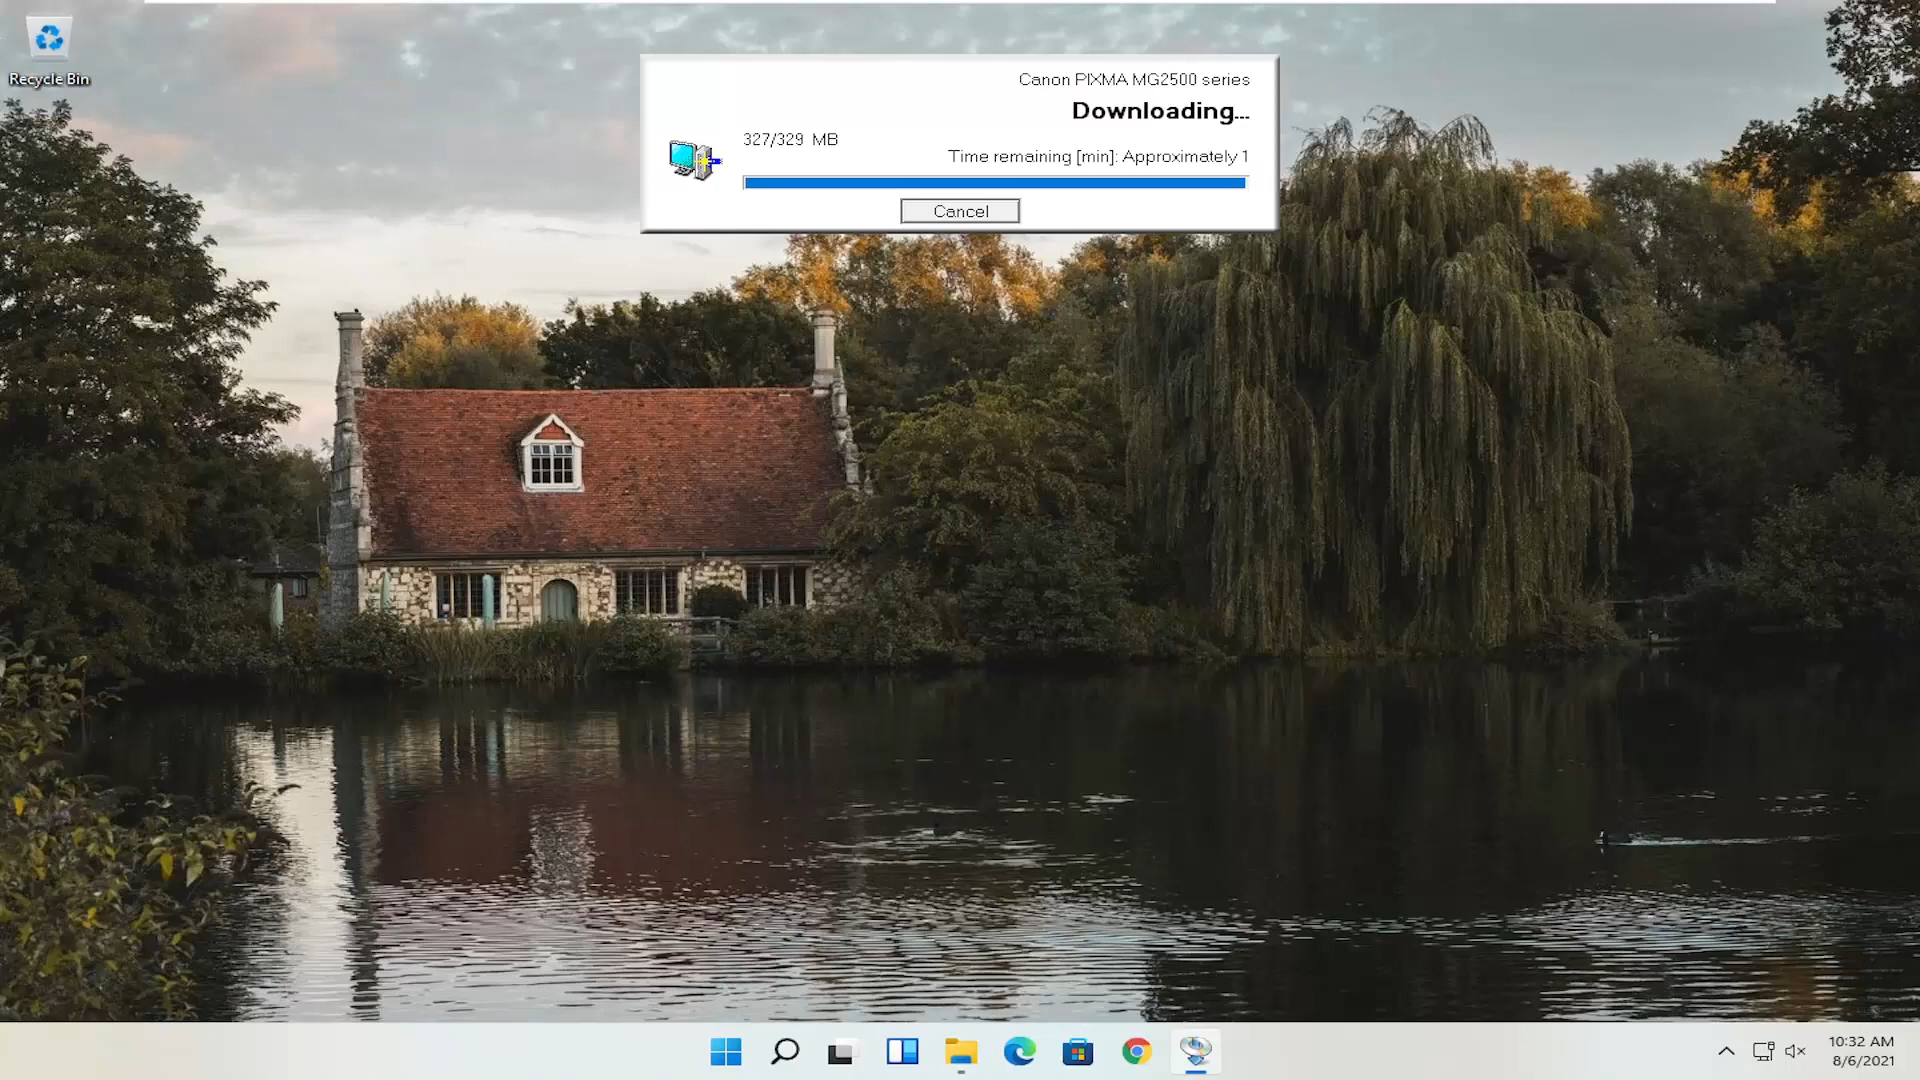 Recycle Bin
Canon PIXMA MG2500 series
Downloading...
327/329 MB
Time remaining [min]: Approximately 1
Cancel
10:32 AM
8/6/2021